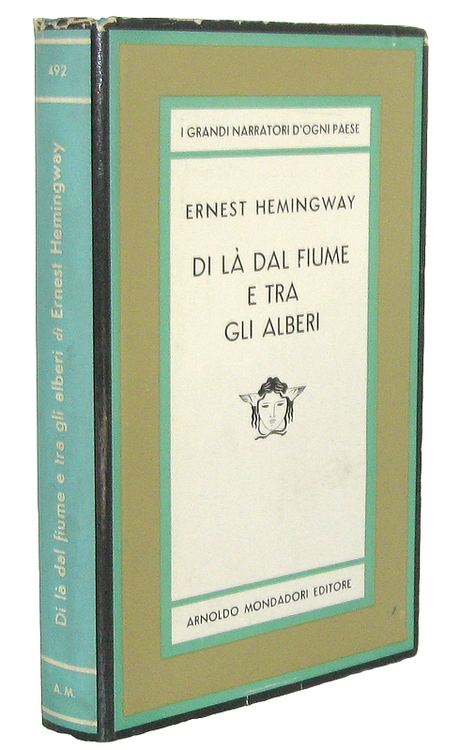 492
Di là dal fiume e tra gli alberi di Ernest Hemingway
A. M.
I GRANDI NARRATORI D'OGNI PAESE
ERNEST HEMINGWAY
DI LÀ DAL FIUME
E TRA
GLI ALBERI
ARNOLDO MONDADORI EDITORE